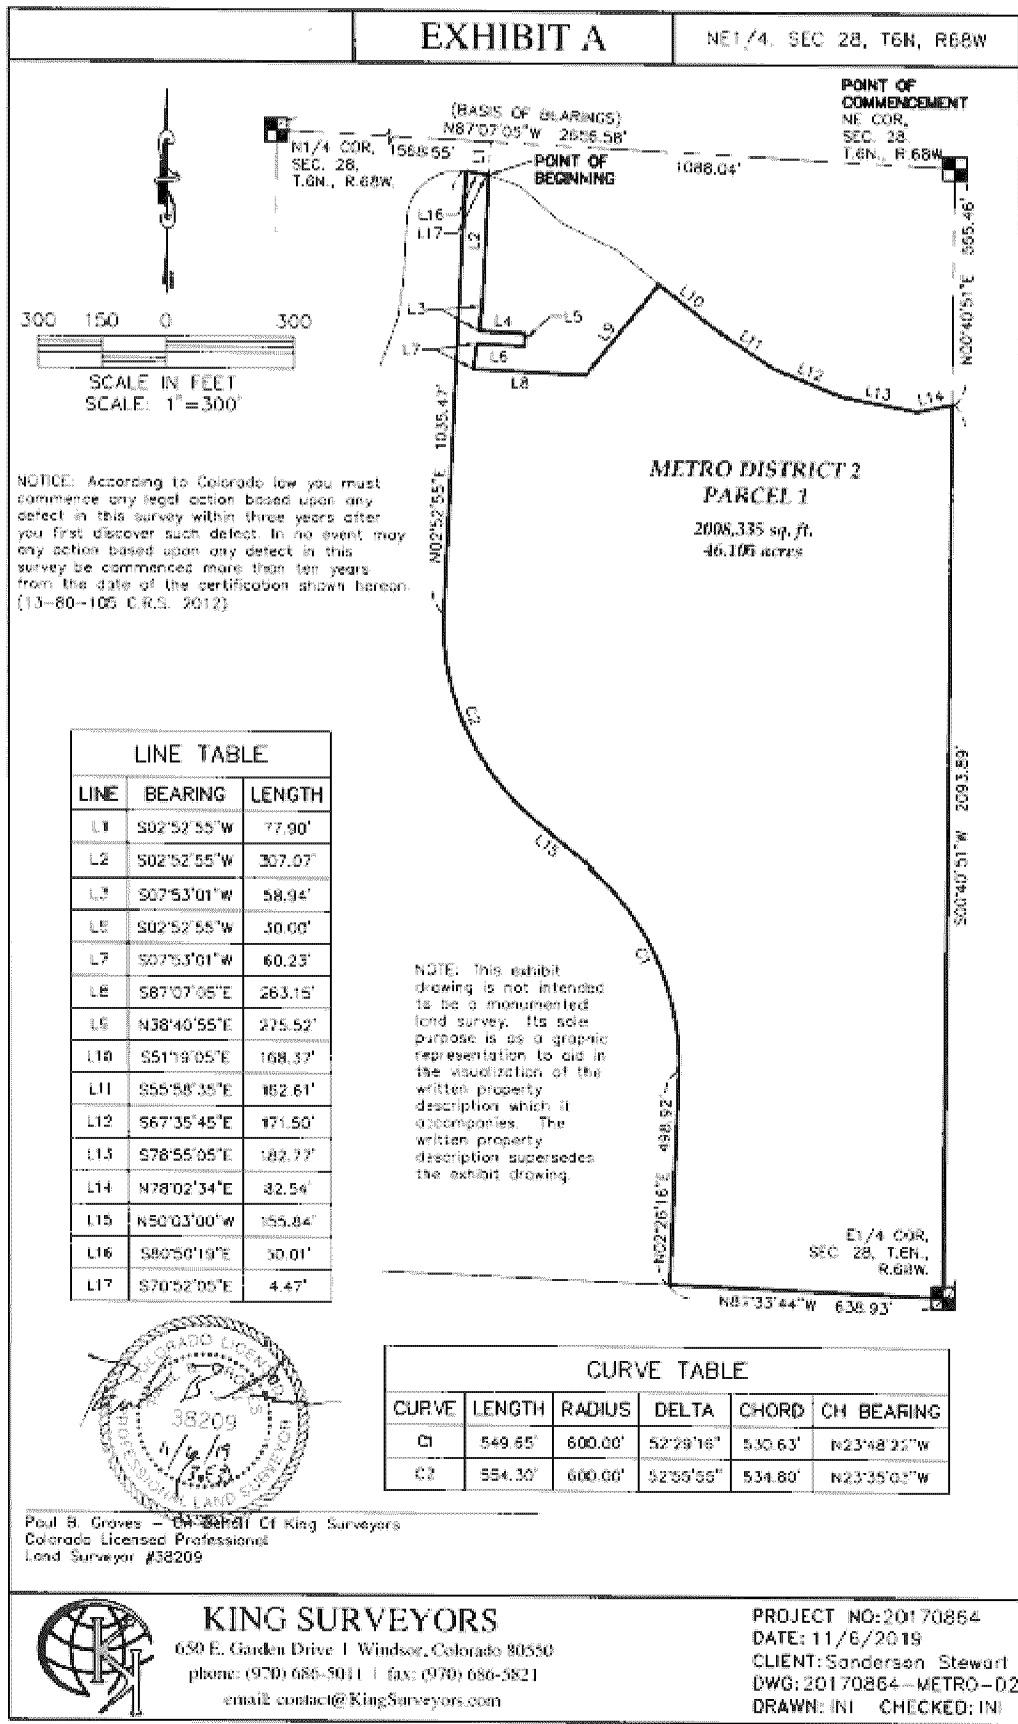 EXHIBIT A
NE1/4, SEC 28, T6N, R68W
POINT OF
COMMENCEMENT
NE COR,
SEC. 28,
T.6N., R.68W.
(BASIS OF BEARINGS)
N87°07'05"W 2656.58'
N1/4 COR,
SEC. 28,
T.6N., R.68W.
1568.55'
1088.04'
L1
POINT OF
BEGINNING
L16
L17
L2
L3
L4
L5
L7
L6
L8
L9
L10
L11
L12
L13
L14
N00°40'51"E 555.46'
300 150 0 300
SCALE IN FEET
SCALE: 1"=300'
N02°52'55"E 1035.47'
METRO DISTRICT 2
PARCEL 1
2008,335 sq. ft.
46.105 acres
NOTICE: According to Colorado law you must
commence any legal action based upon any
defect in this survey within three years after
you first discover such defect. In no event may
any action based upon any defect in this
survey be commenced more than ten years
from the date of the certification shown hereon.
(13-80-105 C.R.S. 2012)
C2
L15
C1
S00°40'51"W 2093.89'
LINE TABLE
LINE BEARING LENGTH
L1 S02°52'55"W 77.90'
L2 S02°52'55"W 307.07'
L3 S07°53'01"W 58.94'
L5 S02°52'55"W 30.00'
L7 S07°53'01"W 60.23'
L8 S87°07'05"E 263.15'
L9 N38°40'55"E 275.52'
L10 S51°19'05"E 168.37'
L11 S55°58'35"E 162.61'
L12 S67°35'45"E 171.50'
L13 S78°55'05"E 182.77'
L14 N78°02'34"E 82.54'
L15 N50°03'00"W 155.84'
L16 S80°50'19"E 50.01'
L17 S70°52'05"E 4.47'
NOTE: This exhibit
drawing is not intended
to be a monumented
land survey. Its sole
purpose is as a graphic
representation to aid in
the visualization of the
written property
description which it
accompanies. The
written property
description supersedes
the exhibit drawing.
N02°26'16"E 498.92'
E1/4 COR,
SEC 28, T.6N.,
R.68W.
N87°33'44"W 638.93'
COLORADO LICENSED
38209
11/6/19
PROFESSIONAL LAND SURVEYOR
CURVE TABLE
CURVE LENGTH RADIUS DELTA CHORD CH BEARING
C1 549.65' 600.00' 52°29'16" 530.63' N23°48'22"W
C2 554.30' 600.00' 52°55'55" 534.80' N23°35'03"W
Paul B. Groves – On Behalf Of King Surveyors
Colorado Licensed Professional
Land Surveyor #38209
KING SURVEYORS
650 E. Garden Drive | Windsor, Colorado 80550
phone: (970) 686-5011 | fax: (970) 686-5821
email: contact@KingSurveyors.com
PROJECT NO:20170864
DATE: 11/6/2019
CLIENT: Sanderson Stewart
DWG: 20170864-METRO-02
DRAWN: INI CHECKED: INI